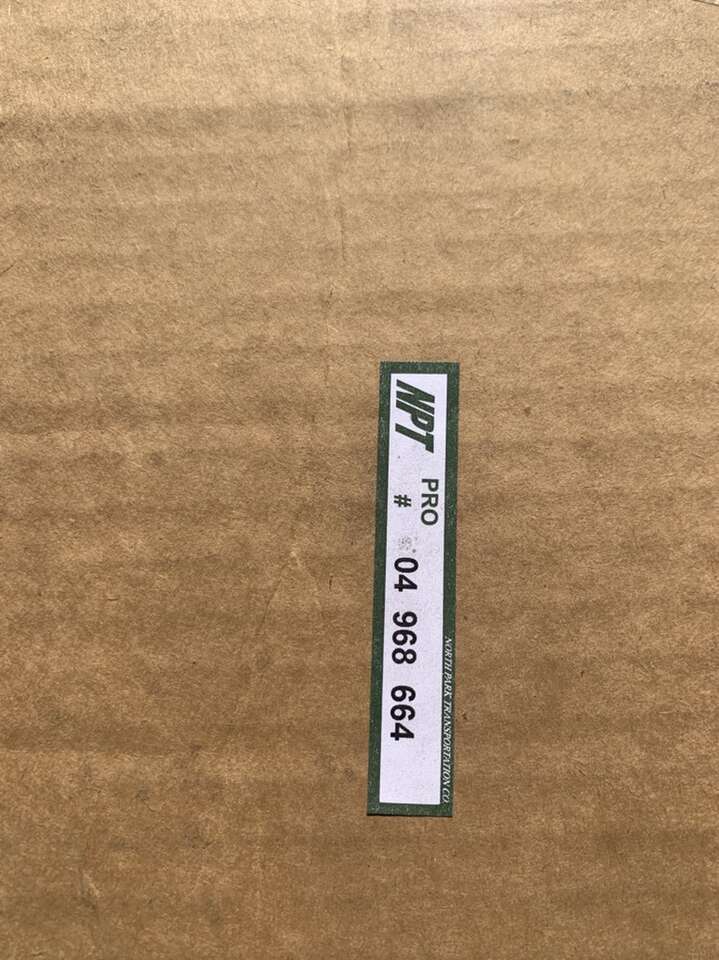 NORTH PARK TRANSPORTATION CO.
NPT PRO
# 04 968 664